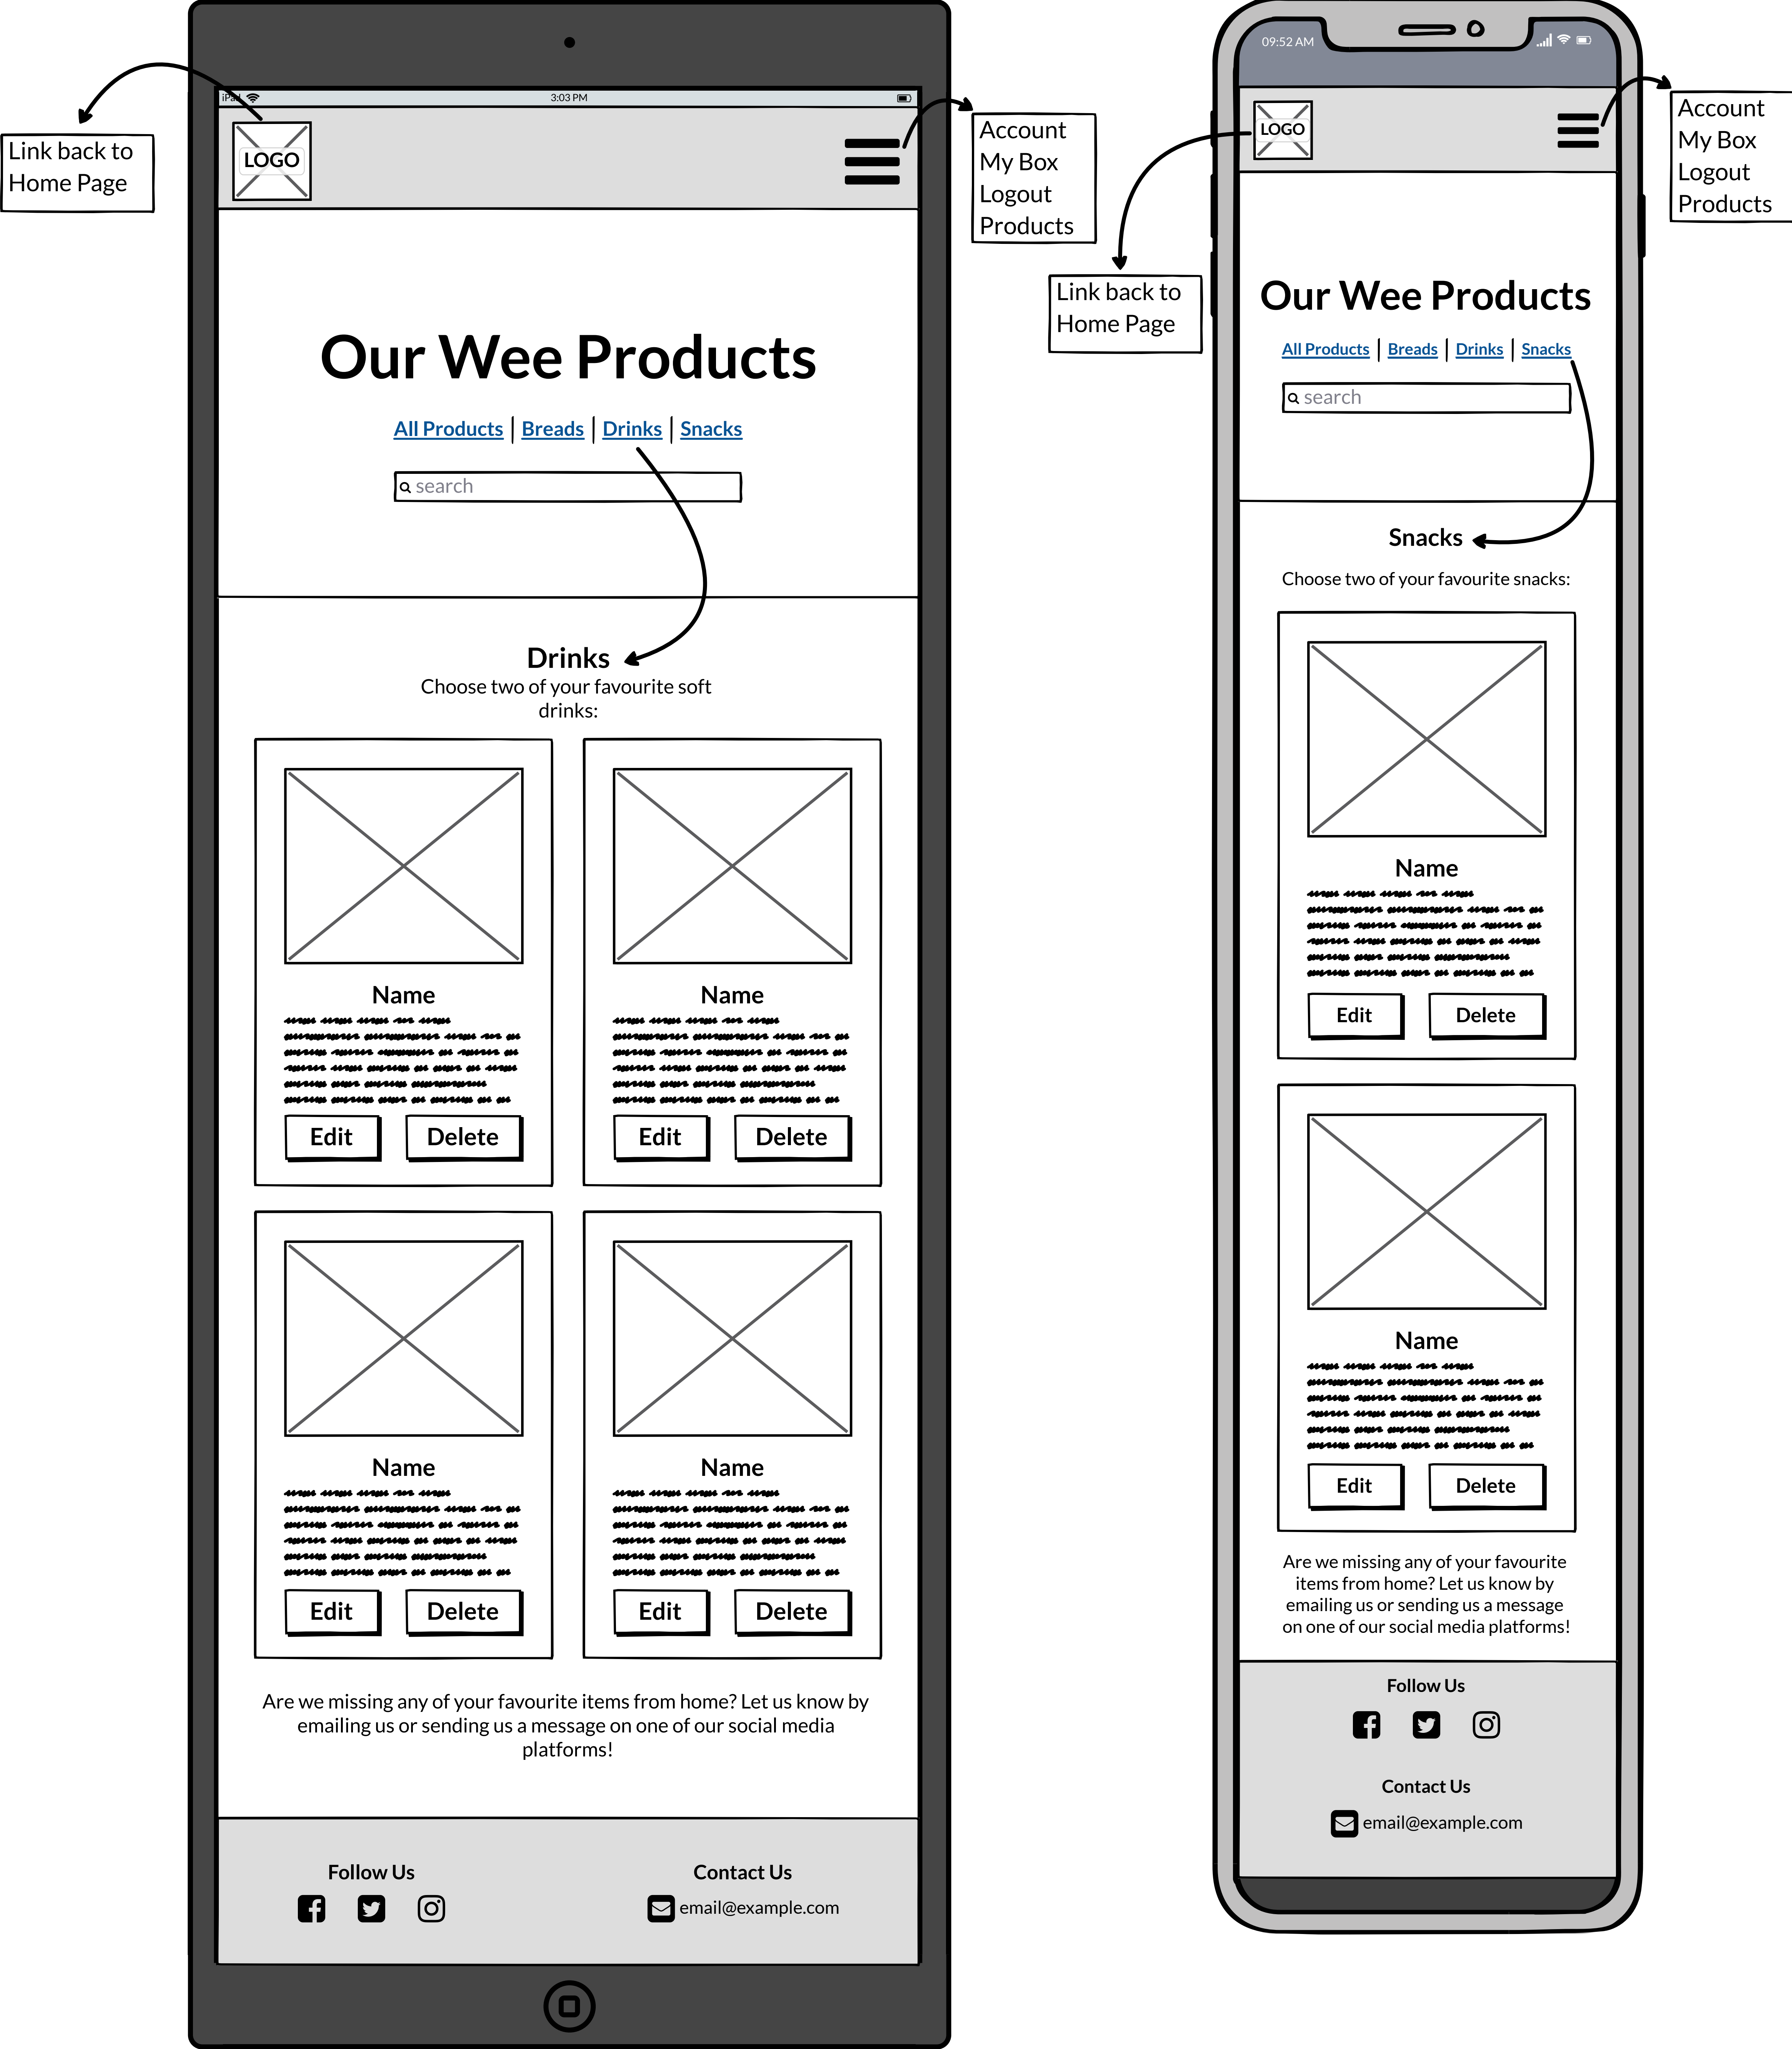 Link back to
Home Page
iPad
3:03 PM
LOGO
Account
My Box
Logout
Products
Our Wee Products
All Products | Breads | Drinks | Snacks
search
Drinks
Choose two of your favourite soft
drinks:
Name
Name
Edit
Delete
Edit
Delete
Name
Name
Edit
Delete
Edit
Delete
Are we missing any of your favourite items from home? Let us know by
emailing us or sending us a message on one of our social media
platforms!
Follow Us
Contact Us
email@example.com
09:52 AM
LOGO
Link back to
Home Page
Account
My Box
Logout
Products
Our Wee Products
All Products | Breads | Drinks | Snacks
search
Snacks
Choose two of your favourite snacks:
Name
Edit
Delete
Name
Edit
Delete
Are we missing any of your favourite
items from home? Let us know by
emailing us or sending us a message
on one of our social media platforms!
Follow Us
Contact Us
email@example.com